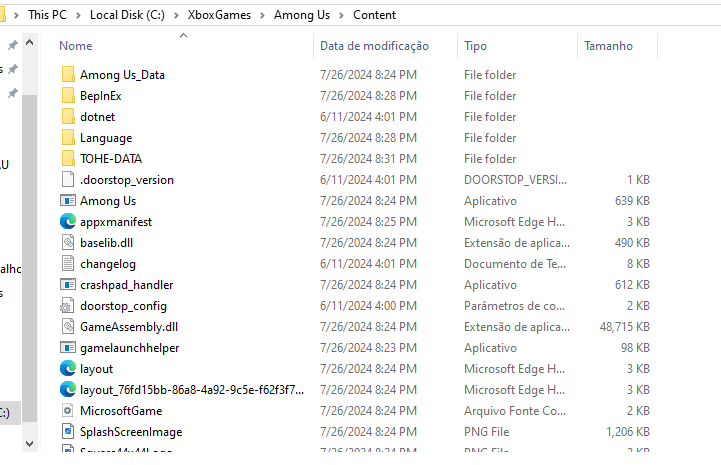 This PC > Local Disk (C:) > XboxGames > Among Us > Content
Nome Data de modificação Tipo Tamanho
Among Us_Data 7/26/2024 8:24 PM File folder
BepInEx 7/26/2024 8:28 PM File folder
dotnet 6/11/2024 4:01 PM File folder
Language 7/26/2024 8:28 PM File folder
TOHE-DATA 7/26/2024 8:31 PM File folder
.doorstop_version 6/11/2024 4:01 PM DOORSTOP_VERSI... 1 KB
Among Us 7/26/2024 8:24 PM Aplicativo 639 KB
appxmanifest 7/26/2024 8:25 PM Microsoft Edge H... 3 KB
baselib.dll 7/26/2024 8:24 PM Extensão de aplica... 490 KB
changelog 6/11/2024 4:01 PM Documento de Te... 8 KB
crashpad_handler 7/26/2024 8:24 PM Aplicativo 612 KB
doorstop_config 6/11/2024 4:00 PM Parâmetros de co... 2 KB
GameAssembly.dll 7/26/2024 8:24 PM Extensão de aplica... 48,715 KB
gamelaunchhelper 7/26/2024 8:23 PM Aplicativo 98 KB
layout 7/26/2024 8:24 PM Microsoft Edge H... 3 KB
layout_76fd15bb-86a8-4a92-9c5e-f62f3f7... 7/26/2024 8:24 PM Microsoft Edge H... 3 KB
C:) MicrosoftGame 7/26/2024 8:24 PM Arquivo Fonte Co... 2 KB
SplashScreenImage 7/26/2024 8:24 PM PNG File 1,206 KB